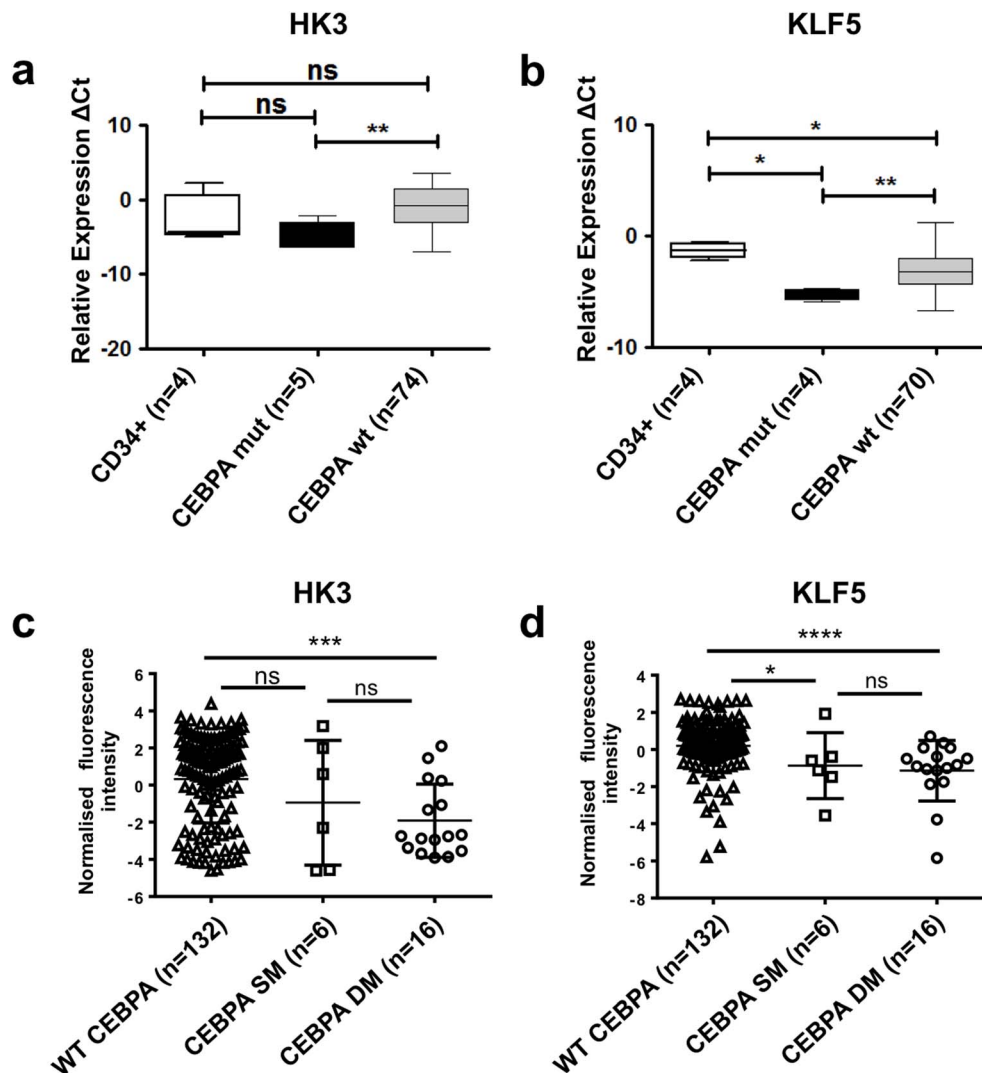 HK3
a
ns
ns
**
Relative Expression ΔCt
10
0
-10
-20
CD34+ (n=4)
CEBPA mut (n=5)
CEBPA wt (n=74)
KLF5
b
*
*
**
Relative Expression ΔCt
10
0
-10
CD34+ (n=4)
CEBPA mut (n=4)
CEBPA wt (n=70)
HK3
c
***
ns
ns
Normalised fluorescence
intensity
6
4
2
0
-2
-4
-6
WT CEBPA (n=132)
CEBPA SM (n=6)
CEBPA DM (n=16)
KLF5
d
****
*
ns
Normalised fluorescence
intensity
4
2
0
-2
-4
-6
-8
WT CEBPA (n=132)
CEBPA SM (n=6)
CEBPA DM (n=16)